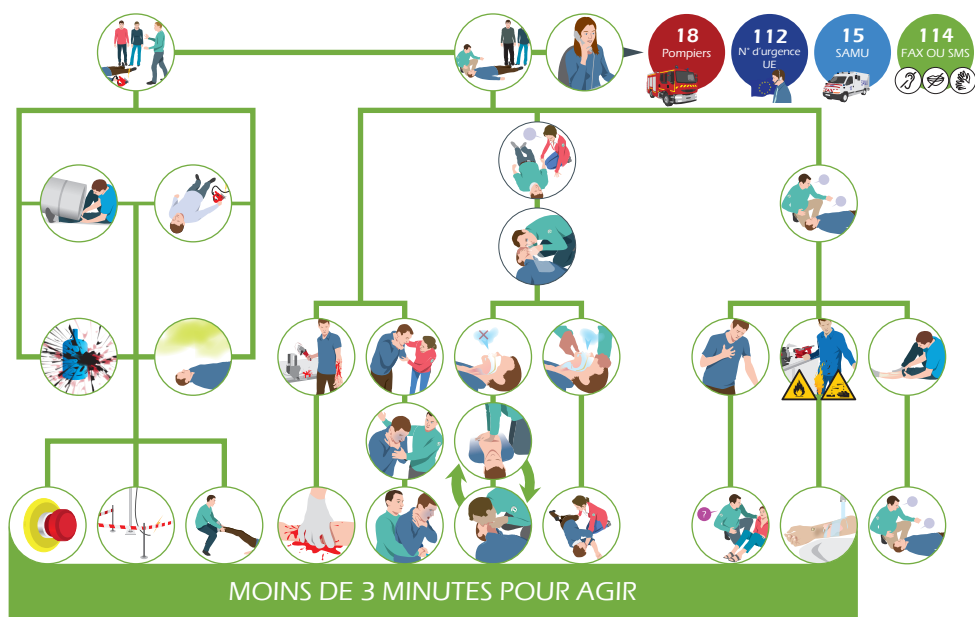 18
Pompiers
112
N° d'urgence
UE
15
SAMU
114
FAX OU SMS
?
MOINS DE 3 MINUTES POUR AGIR